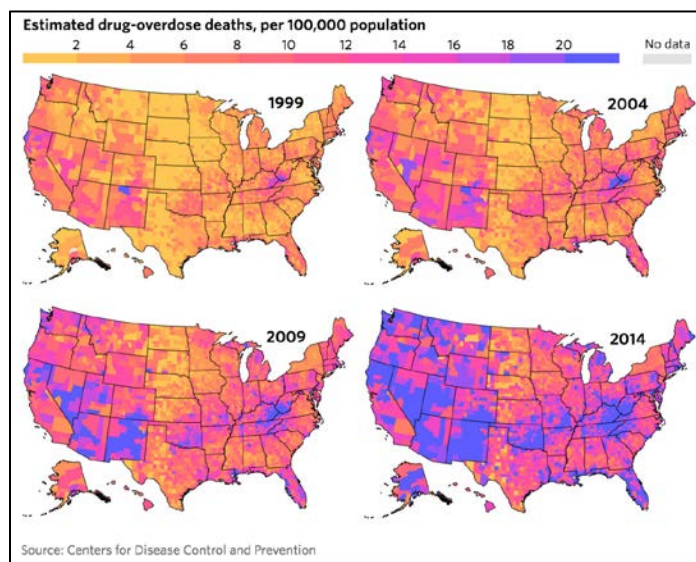 Estimated drug-overdose deaths, per 100,000 population
2 4 6 8 10 12 14 16 18 20 No data
1999 2004
2009 2014
Source: Centers for Disease Control and Prevention